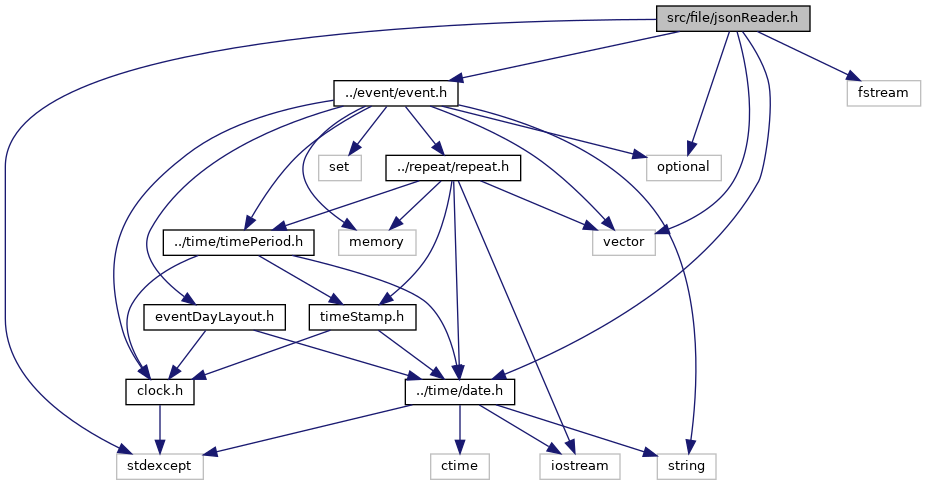 src/file/jsonReader.h
../event/event.h
fstream
set
../repeat/repeat.h
optional
../time/timePeriod.h
memory
vector
eventDayLayout.h
timeStamp.h
clock.h
../time/date.h
stdexcept
ctime
iostream
string